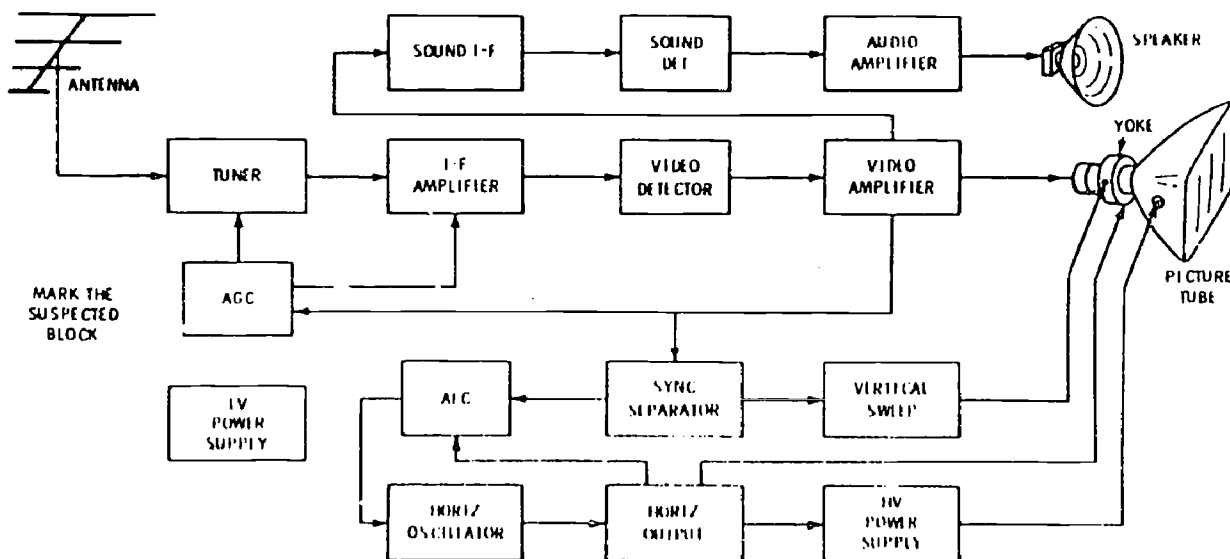 ANTENNA
SOUND I-F
SOUND
DET
AUDIO
AMPLIFIER
SPEAKER
YOKE
TUNER
I-F
AMPLIFIER
VIDEO
DETECTOR
VIDEO
AMPLIFIER
PICTURE
TUBE
MARK THE
SUSPECTED
BLOCK
AGC
LV
POWER
SUPPLY
AFC
SYNC
SEPARATOR
VERTICAL
SWEEP
HORIZ
OSCILLATOR
HORIZ
OUTPUT
HV
POWER
SUPPLY